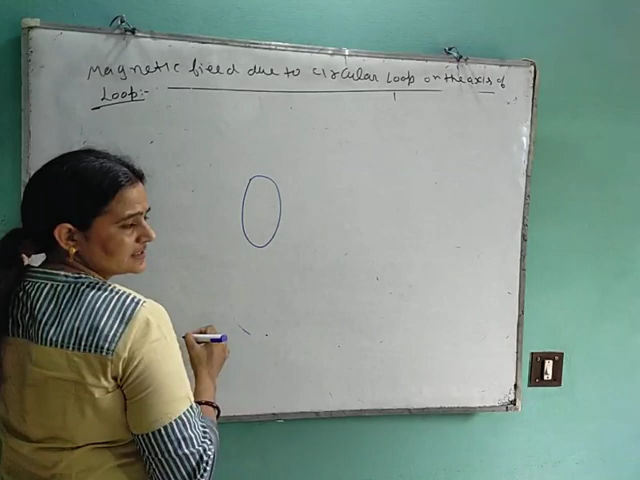 Magnetic field due to circular Loop on the axis of
Loop:-